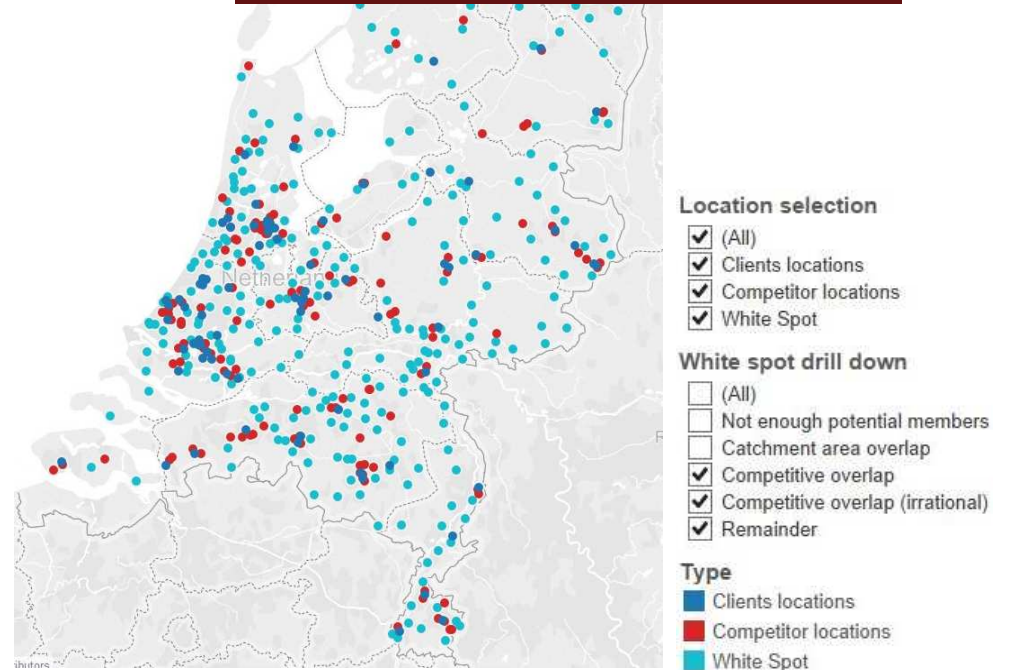 Netherlan
Location selection
(All)
Clients locations
Competitor locations
White Spot
White spot drill down
(All)
Not enough potential members
Catchment area overlap
Competitive overlap
Competitive overlap (irrational)
Remainder
Type
Clients locations
Competitor locations
White Spot